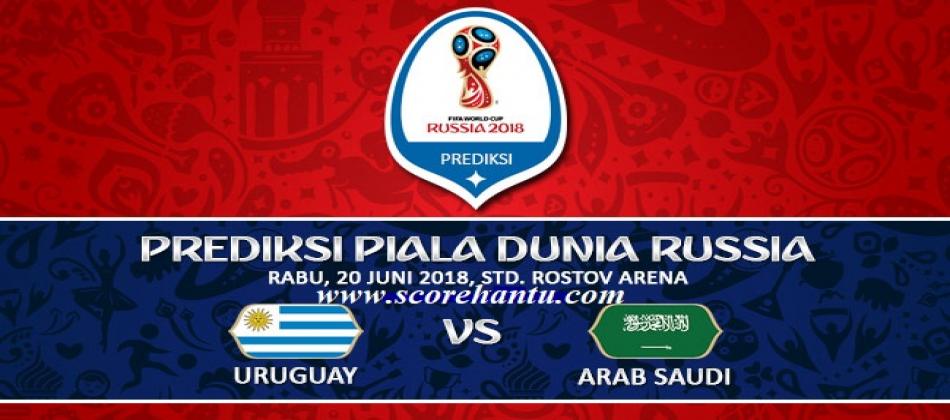 FIFA WORLD CUP
RUSSIA 2018
PREDIKSI
PREDIKSI PIALA DUNIA RUSSIA
RABU, 20 JUNI 2018, STD. ROSTOV ARENA
www.scorehantu.com
VS
URUGUAY
ARAB SAUDI